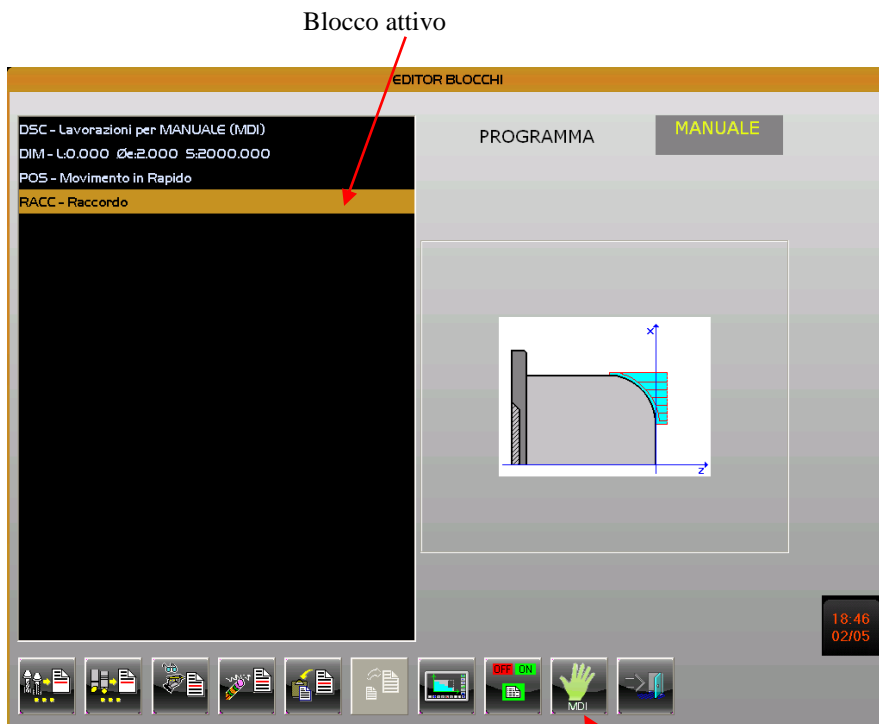 Blocco attivo
EDITOR BLOCCHI
DSC - Lavorazioni per MANUALE (MDI)
DIM - L:0.000 Øe:2.000 S:2000.000
POS - Movimento in Rapido
RACC - Raccordo
PROGRAMMA
MANUALE
x
z
18:46
02/05
OFF ON
MDI